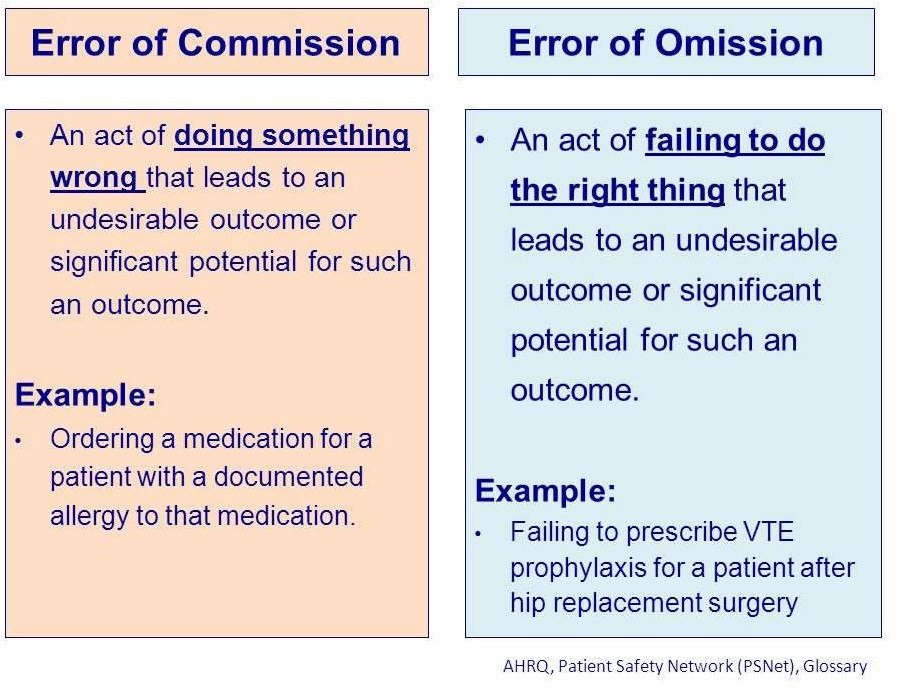 Error of Commission
• An act of doing something
wrong that leads to an
undesirable outcome or
significant potential for such
an outcome.
Example:
• Ordering a medication for a
patient with a documented
allergy to that medication.
Error of Omission
• An act of failing to do
the right thing that
leads to an undesirable
outcome or significant
potential for such an
outcome.
Example:
• Failing to prescribe VTE
prophylaxis for a patient after
hip replacement surgery
AHRQ, Patient Safety Network (PSNet), Glossary